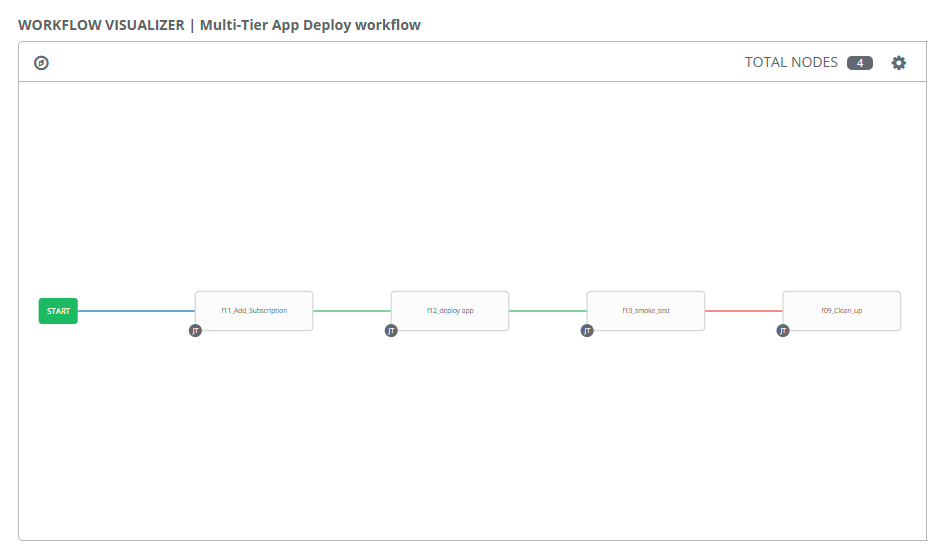 WORKFLOW VISUALIZER | Multi-Tier App Deploy workflow
TOTAL NODES 4
START
f11_Add_Subscription
f12_deploy app
f13_smoke_test
f09_Clean_up
JT
JT
JT
JT